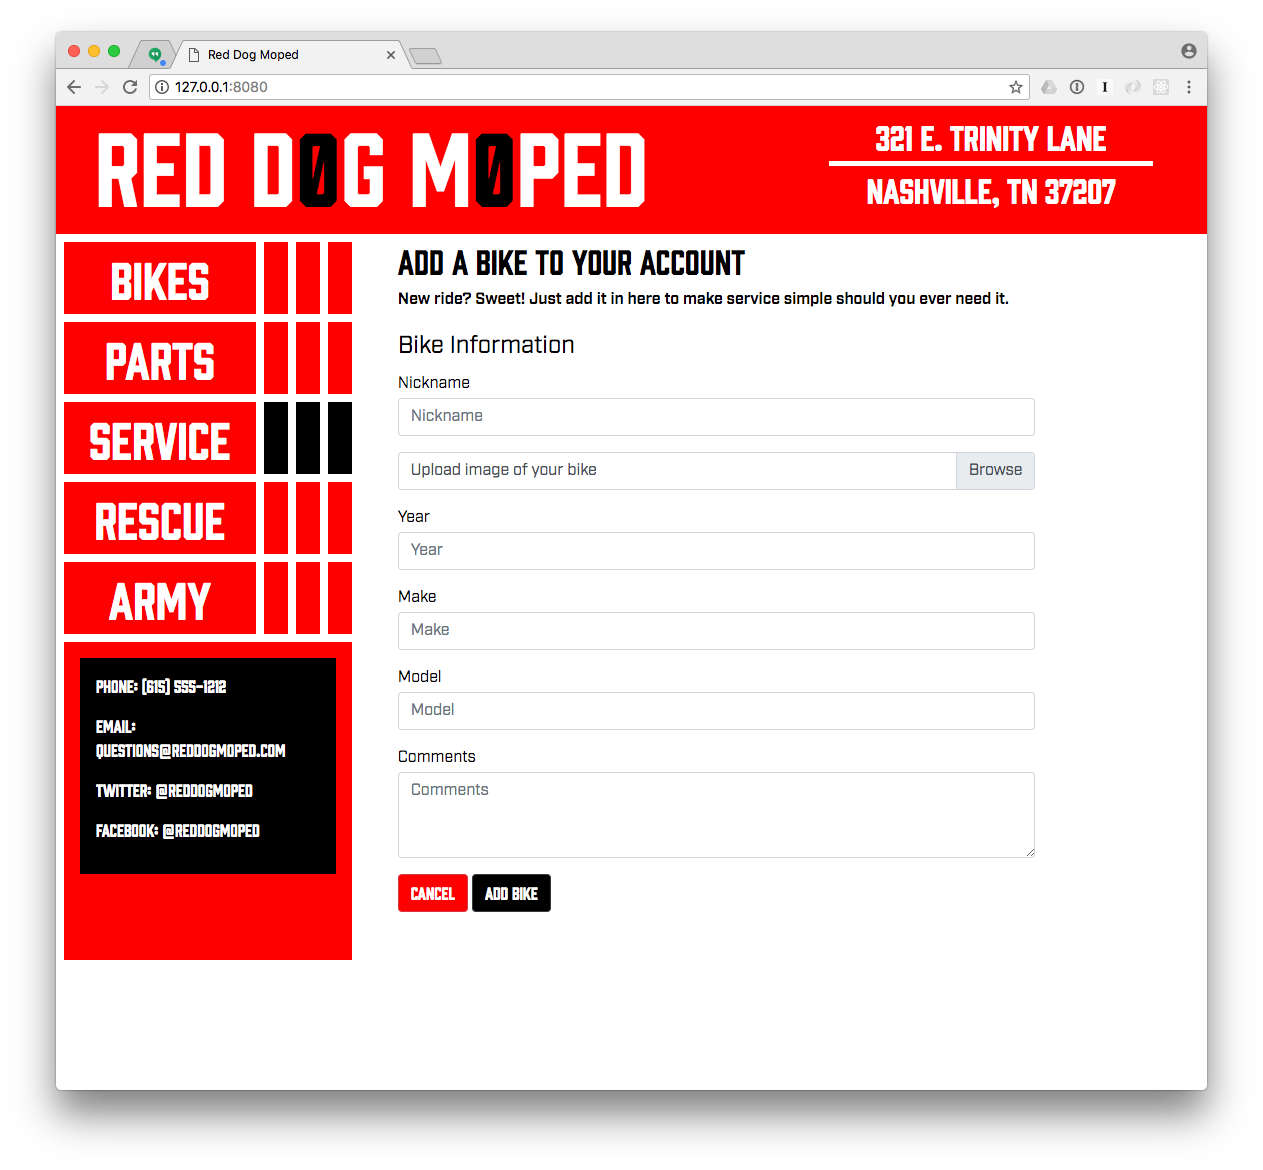 Red Dog Moped
127.0.0.1:8080
RED D0G M0PED
321 E. TRINITY LANE
NASHVILLE, TN 37207
BIKES
PARTS
SERVICE
RESCUE
ARMY
PHONE: (615) 555-1212
EMAIL:
QUESTIONS@REDDOGMOPED.COM
TWITTER: @REDDOGMOPED
FACEBOOK: @REDDOGMOPED
ADD A BIKE TO YOUR ACCOUNT
New ride? Sweet! Just add it in here to make service simple should you ever need it.
Bike Information
Nickname
Nickname
Upload image of your bike Browse
Year
Year
Make
Make
Model
Model
Comments
Comments
CANCEL ADD BIKE